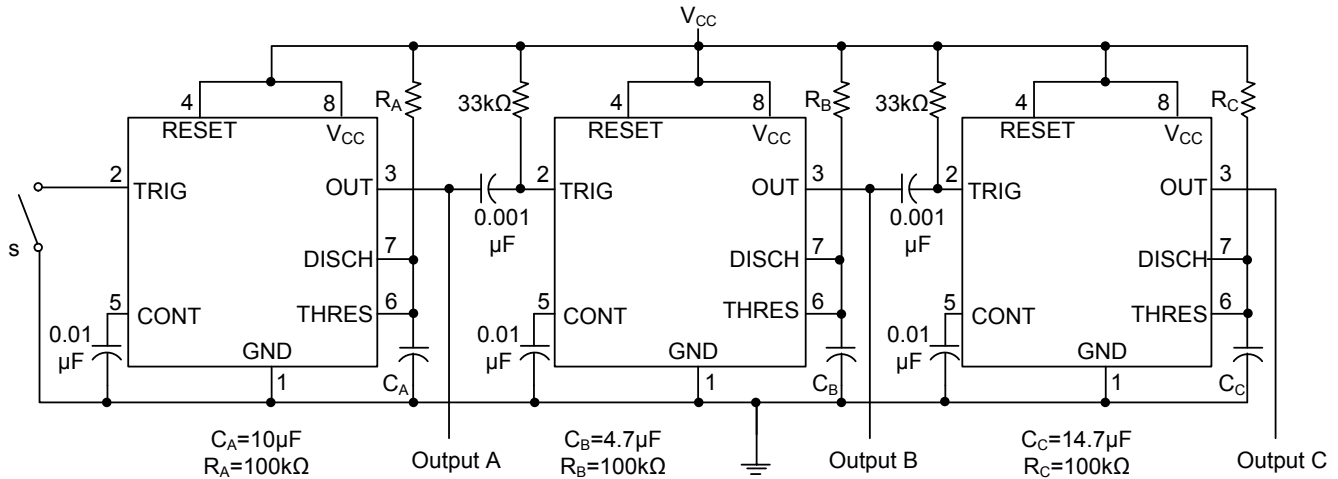 VCC
RA
33kΩ
RB
33kΩ
RC
4
8
RESET
VCC
2
TRIG
OUT
3
0.001
µF
7
DISCH
5
CONT
6
THRES
0.01
µF
GND
1
CA
s
4
8
RESET
VCC
2
TRIG
OUT
3
0.001
µF
7
DISCH
5
CONT
6
THRES
0.01
µF
GND
1
CB
4
8
RESET
VCC
2
TRIG
OUT
3
7
DISCH
5
CONT
6
THRES
0.01
µF
GND
1
CC
CA=10µF
RA=100kΩ
Output A
CB=4.7µF
RB=100kΩ
Output B
CC=14.7µF
RC=100kΩ
Output C